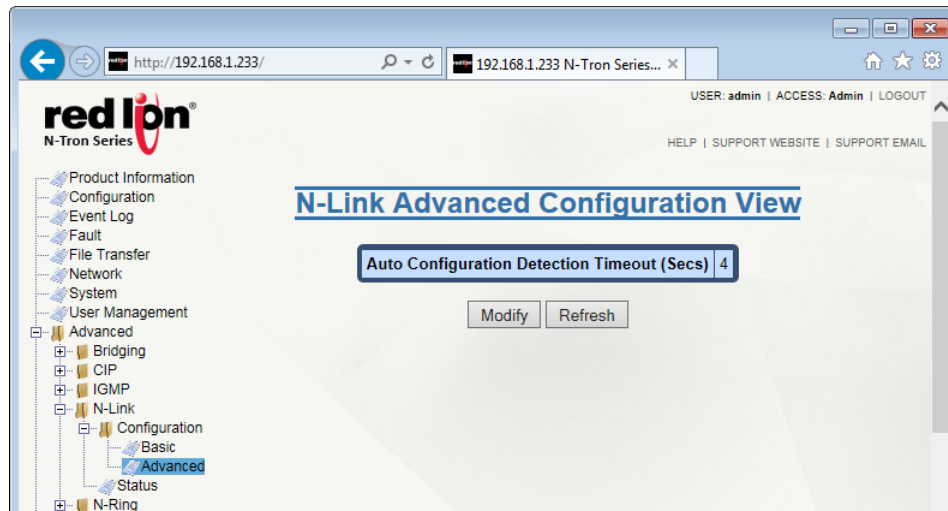 http://192.168.1.233/
192.168.1.233 N-Tron Series...
red lion®
N-Tron Series
USER: admin | ACCESS: Admin | LOGOUT
HELP | SUPPORT WEBSITE | SUPPORT EMAIL
Product Information
Configuration
Event Log
Fault
File Transfer
Network
System
User Management
Advanced
Bridging
CIP
IGMP
N-Link
Configuration
Basic
Advanced
Status
N-Ring
N-Link Advanced Configuration View
Auto Configuration Detection Timeout (Secs) 4
Modify Refresh